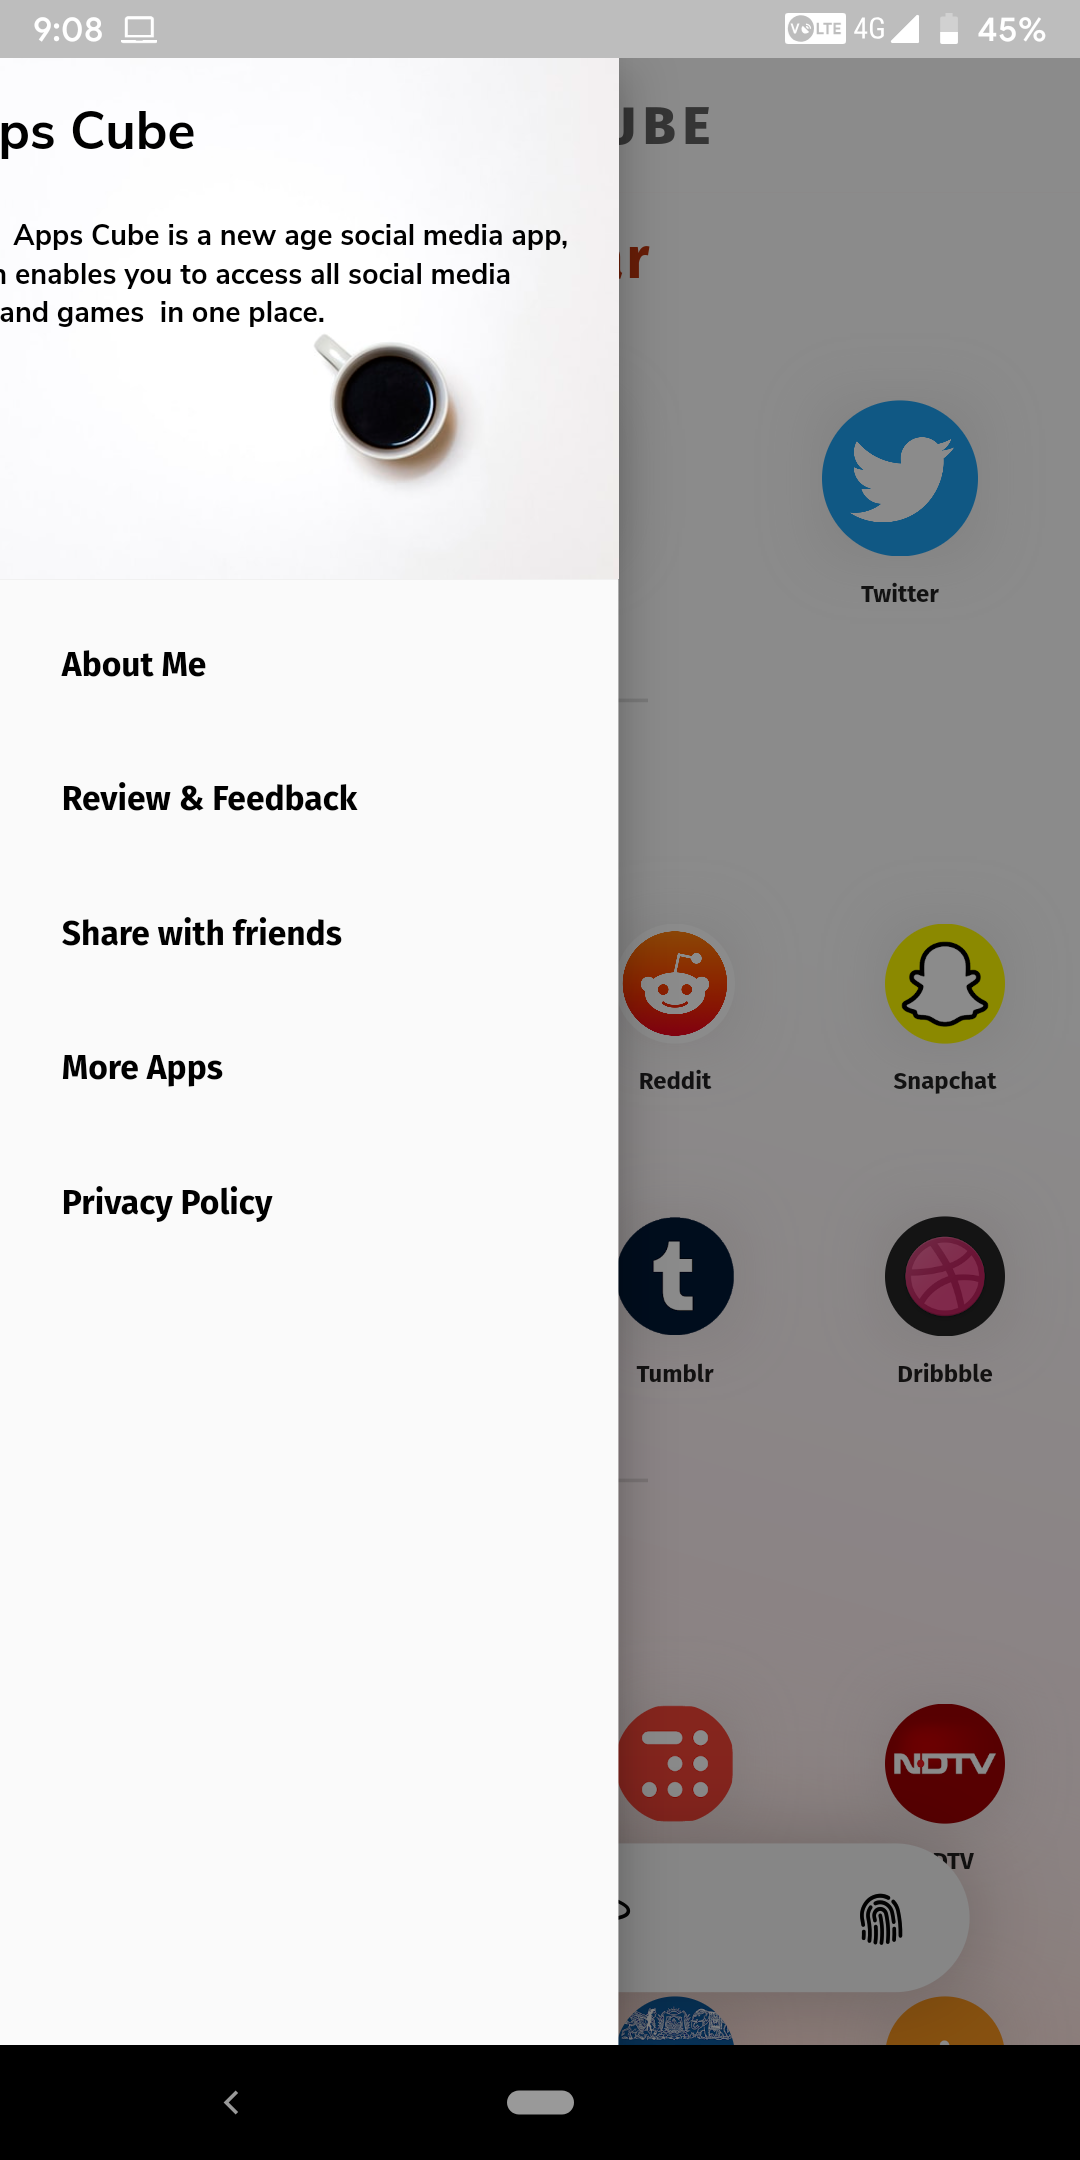 9:08 VoLTE 4G 45%
ps Cube
Apps Cube is a new age social media app,
enables you to access all social media
and games in one place.
About Me
Review & Feedback
Share with friends
More Apps
Privacy Policy
UBE
ar
Twitter
Reddit
Snapchat
t
Tumblr
Dribbble
NDTV
DTV